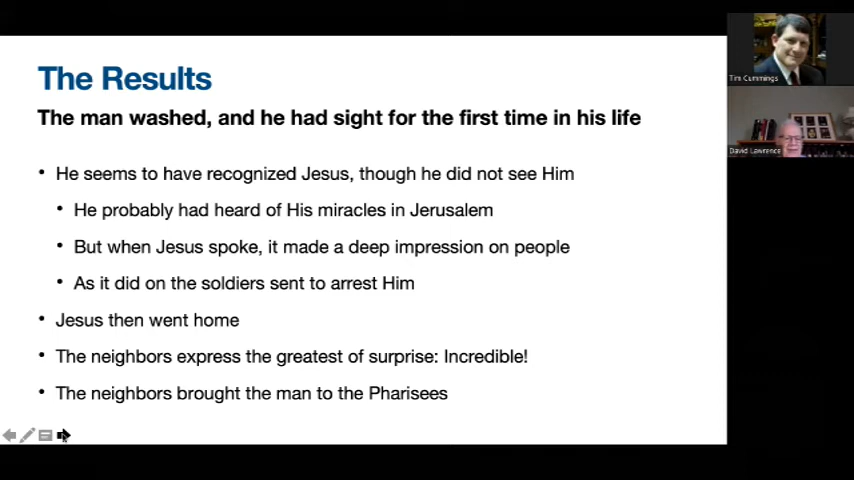 The Results
The man washed, and he had sight for the first time in his life
• He seems to have recognized Jesus, though he did not see Him
• He probably had heard of His miracles in Jerusalem
• But when Jesus spoke, it made a deep impression on people
• As it did on the soldiers sent to arrest Him
• Jesus then went home
• The neighbors express the greatest of surprise: Incredible!
• The neighbors brought the man to the Pharisees
Tim Cummings
David Lawrence